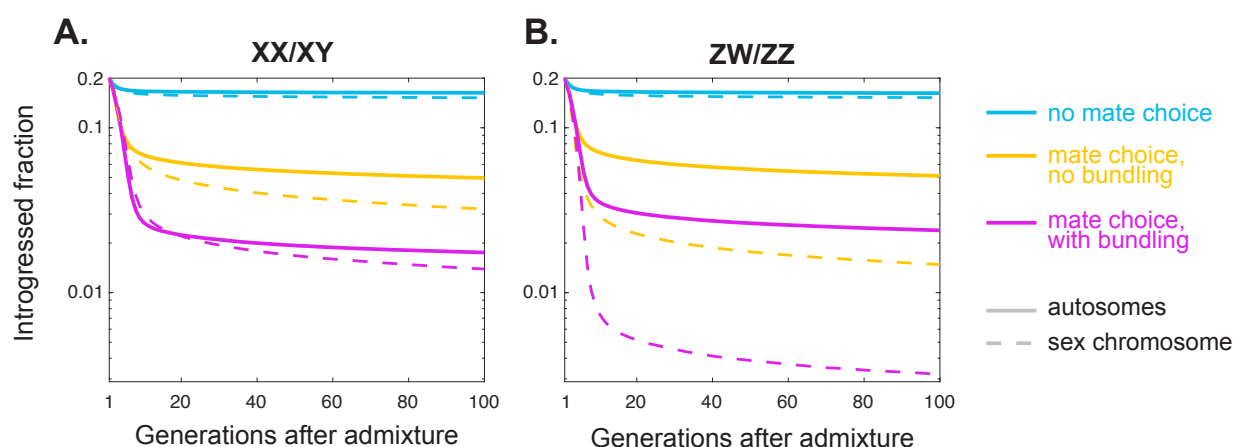 A.
XX/XY
Introgressed fraction
0.2
0.1
0.01
1
20
40
60
80
100
Generations after admixture
B.
ZW/ZZ
0.2
0.1
0.01
1
20
40
60
80
100
Generations after admixture
no mate choice
mate choice,
no bundling
mate choice,
with bundling
autosomes
sex chromosome